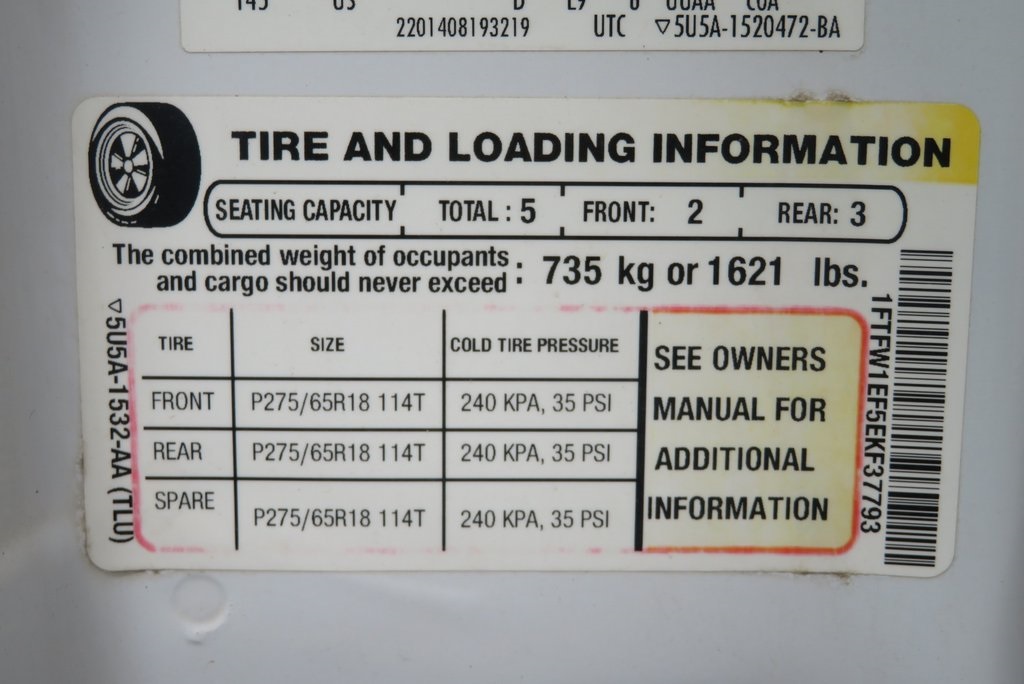 2201408193219 UTC ▽5U5A-1520472-BA
TIRE AND LOADING INFORMATION
SEATING CAPACITY TOTAL : 5 FRONT: 2 REAR: 3
The combined weight of occupants
and cargo should never exceed : 735 kg or 1621 lbs.
▽5U5A-1532-AA (TLU)
TIRE SIZE COLD TIRE PRESSURE
FRONT P275/65R18 114T 240 KPA, 35 PSI
REAR P275/65R18 114T 240 KPA, 35 PSI
SPARE P275/65R18 114T 240 KPA, 35 PSI
SEE OWNERS
MANUAL FOR
ADDITIONAL
INFORMATION
1FTFW1EF5EKF37793